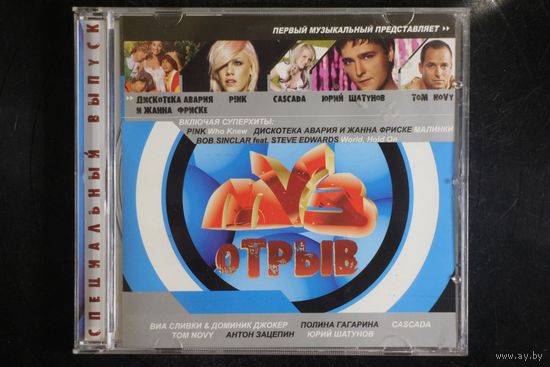 СПЕЦИАЛЬНЫЙ ВЫПУСК
ПЕРВЫЙ МУЗЫКАЛЬНЫЙ ПРЕДСТАВЛЯЕТ »
» ДИСКОТЕКА АВАРИЯ И ЖАННА ФРИСКЕ
P!NK
CASCADA
ЮРИЙ ШАТУНОВ
TOM NOVY
ВКЛЮЧАЯ СУПЕРХИТЫ:
P!NK Who Knew ДИСКОТЕКА АВАРИЯ И ЖАННА ФРИСКЕ МАЛИНКИ
BOB SINCLAR feat. STEVE EDWARDS World, Hold On
МУЗ
ОТРЫВ
ВИА СЛИВКИ & ДОМИНИК ДЖОКЕР ПОЛИНА ГАГАРИНА CASCADA
TOM NOVY АНТОН ЗАЦЕПИН ЮРИЙ ШАТУНОВ
www.ay.by